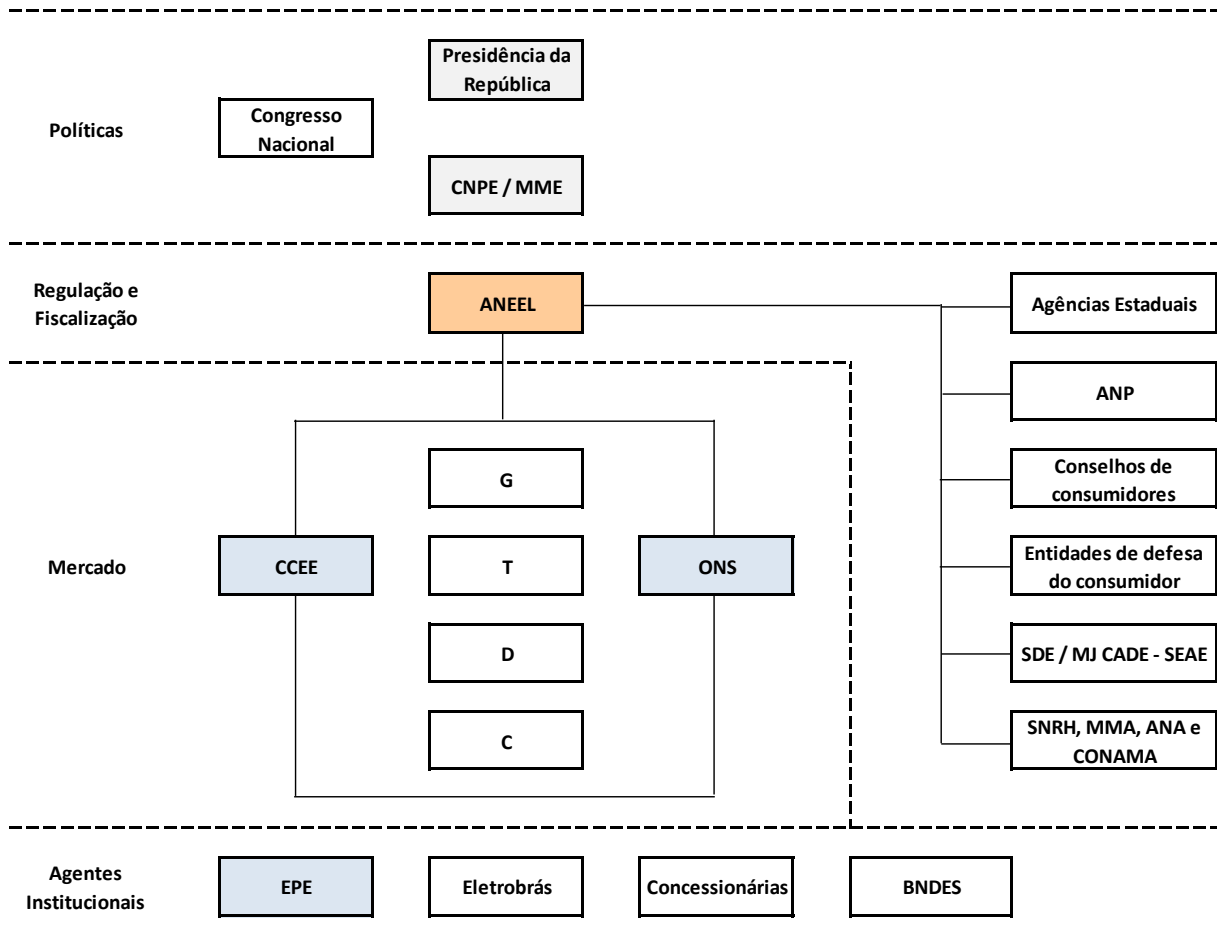 Presidência da
República
Políticas
Congresso
Nacional
CNPE / MME
Regulação e
Fiscalização
ANEEL
Agências Estaduais
ANP
G
Conselhos de
consumidores
Mercado
CCEE
T
ONS
Entidades de defesa
do consumidor
D
SDE / MJ CADE - SEAE
C
SNRH, MMA, ANA e
CONAMA
Agentes
Institucionais
EPE
Eletrobrás
Concessionárias
BNDES